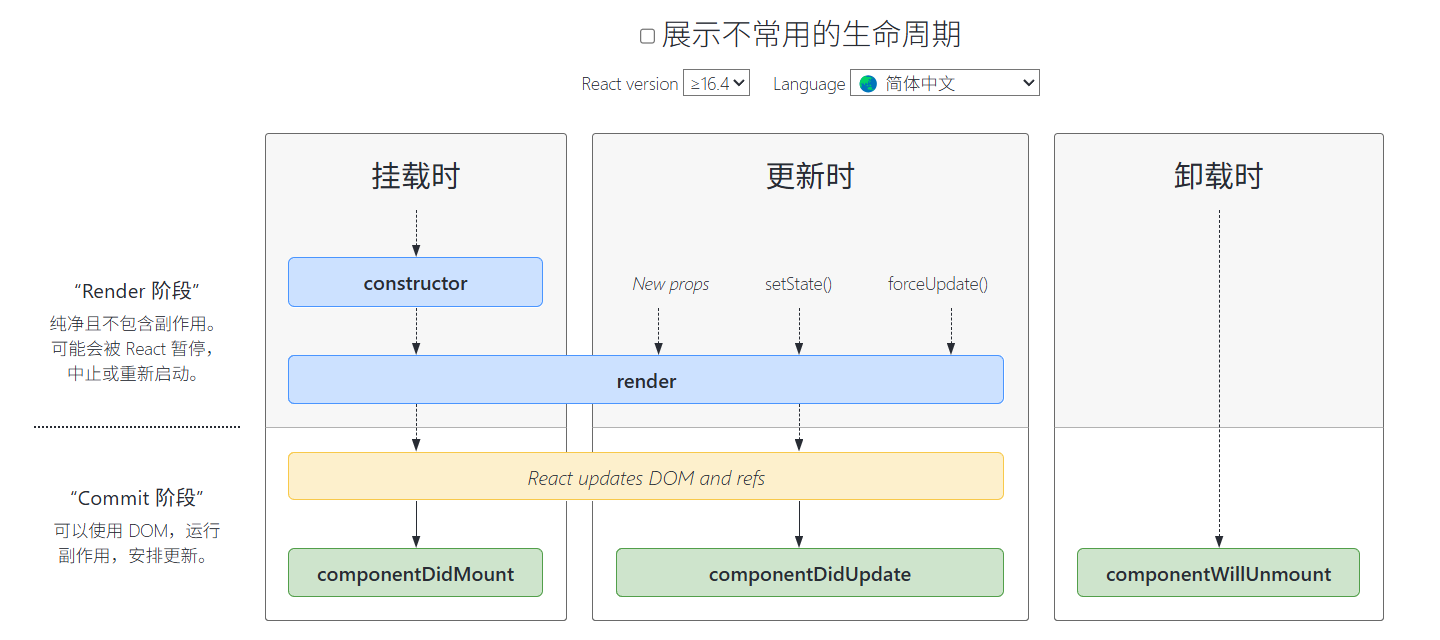 展示不常用的生命周期
React version ≥16.4 Language 简体中文
挂载时
更新时
卸载时
“Render 阶段”
纯净且不包含副作用。
可能会被 React 暂停，
中止或重新启动。
constructor
New props
setState()
forceUpdate()
render
“Commit 阶段”
可以使用 DOM，运行
副作用，安排更新。
React updates DOM and refs
componentDidMount
componentDidUpdate
componentWillUnmount